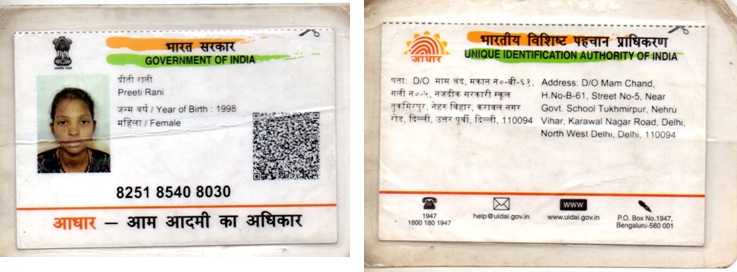 भारत सरकार
GOVERNMENT OF INDIA
प्रीती रानी
Preeti Rani
जन्म वर्ष / Year of Birth : 1998
महिला / Female
8251 8540 8030
आधार – आम आदमी का अधिकार
भारतीय विशिष्ट पहचान प्राधिकरण
UNIQUE IDENTIFICATION AUTHORITY OF INDIA
आधार
पता: D/O माम चंद, मकान न०-बी-६१,
गली न०-५, नजदीक सरकारी स्कूल
तुकमिरपुर, नेहरु विहार, करावल नगर
रोड, दिल्ली, उत्तर पूर्वी, दिल्ली, 110094
Address: D/O Mam Chand,
H.No-B-61, Street No-5, Near
Govt. School Tukhmirpur, Nehru
Vihar, Karawal Nagar Road, Delhi,
North West Delhi, Delhi, 110094
1947
1800 180 1947
help@uidai.gov.in
WWW
www.uidai.gov.in
P.O. Box No.1947,
Bengaluru-560 001